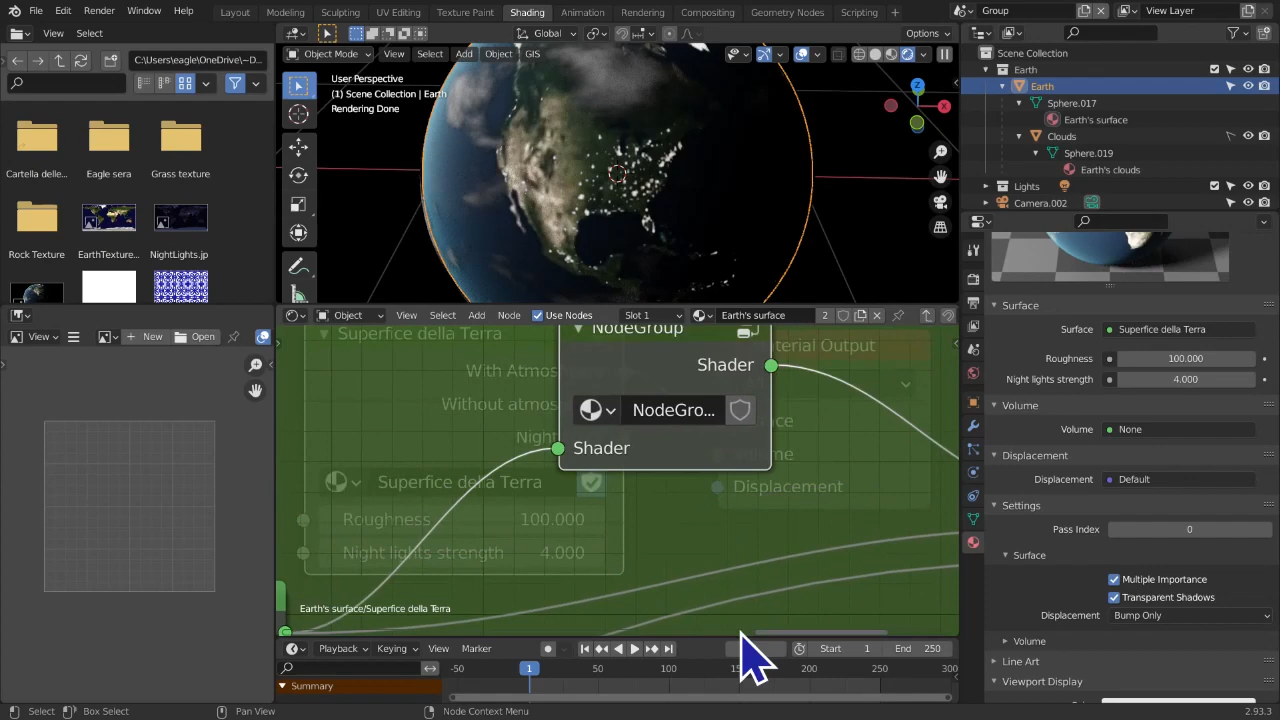 File Edit Render Window Help Layout Modeling Sculpting UV Editing Texture Paint Shading Animation Rendering Compositing Geometry Nodes Scripting + Group View Layer
View Select
C:\Users\eagle\OneDrive\~D...
Cartella delle...
Eagle sera
Grass texture
Rock Texture
EarthTexture...
NightLights.jp
Global
Options
Object Mode View Select Add Object GIS
User Perspective
(1) Scene Collection | Earth
Rendering Done
Z
X
View
New
Open
Object View Select Add Node Use Nodes Slot 1 Earth's surface 2
Superfice della Terra
With Atmos
Without atmos
Night
Superfice della Terra
Roughness 100.000
Night lights strength 4.000
NodeGroup
Shader
NodeGro...
Shader
terial Output
Displacement
Earth's surface/Superfice della Terra
Playback Keying View Marker Start 1 End 250
-50 1 50 100 200 250 300
Summary
Select Box Select Pan View Node Context Menu 2.93.3
Scene Collection
Earth
Earth
Sphere.017
Earth's surface
Clouds
Sphere.019
Earth's clouds
Lights
Camera.002
Surface
Surface Superfice della Terra
Roughness 100.000
Night lights strength 4.000
Volume
Volume None
Displacement
Displacement Default
Settings
Pass Index 0
Surface
Multiple Importance
Transparent Shadows
Displacement Bump Only
Volume
Line Art
Viewport Display